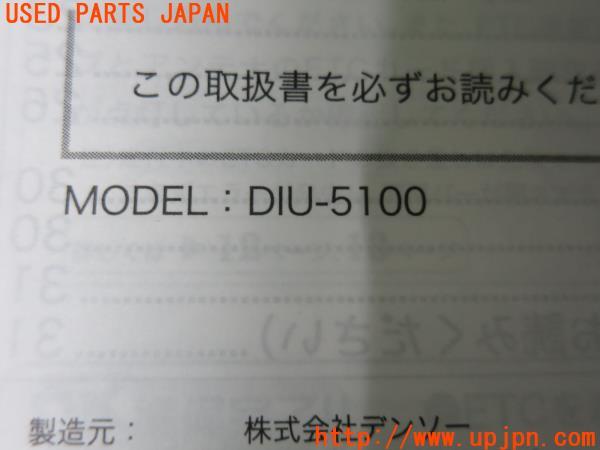 USED PARTS JAPAN
この取扱書を必ずお読みくだ
MODEL：DIU-5100
製造元：　株式会社デンソー
http://www.upjpn.com